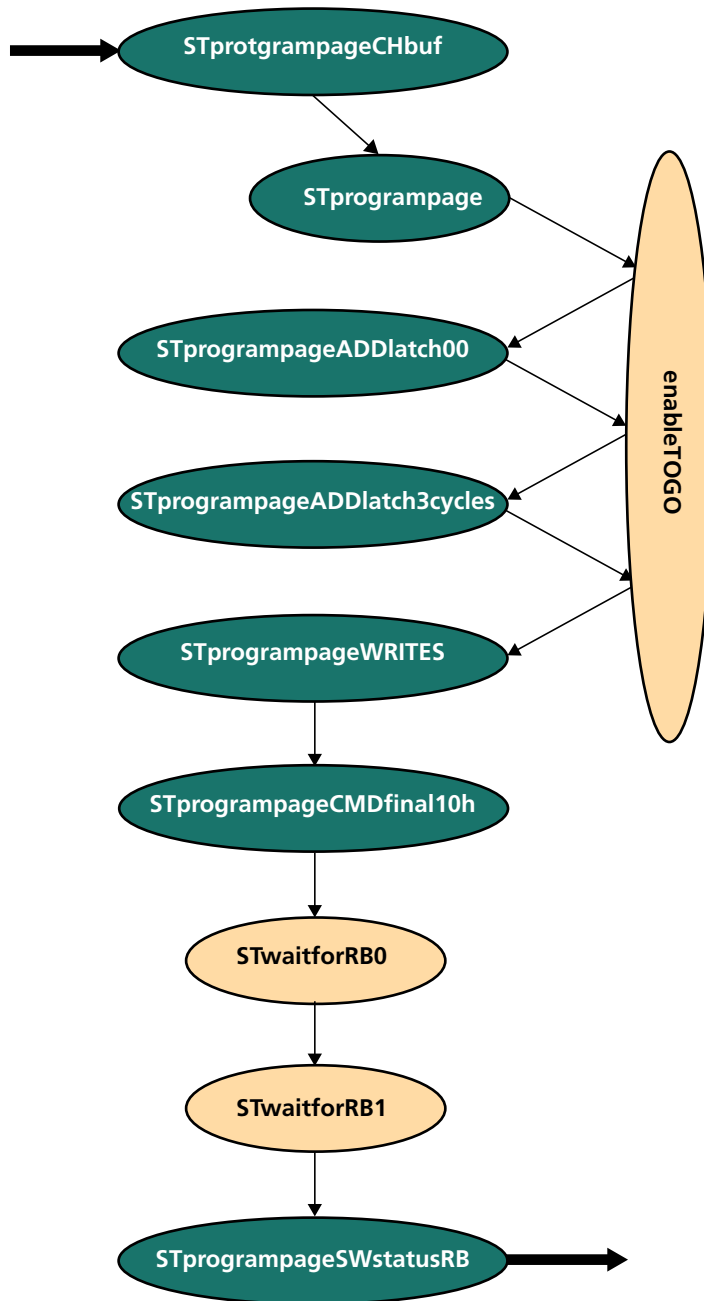 STprotgrampageCHbuf
STprogrampage
STprogrampageADDlatch00
enableTOGO
STprogrampageADDlatch3cycles
STprogrampageWRITES
STprogrampageCMDfinal10h
STwaitforRB0
STwaitforRB1
STprogrampageSWstatusRB